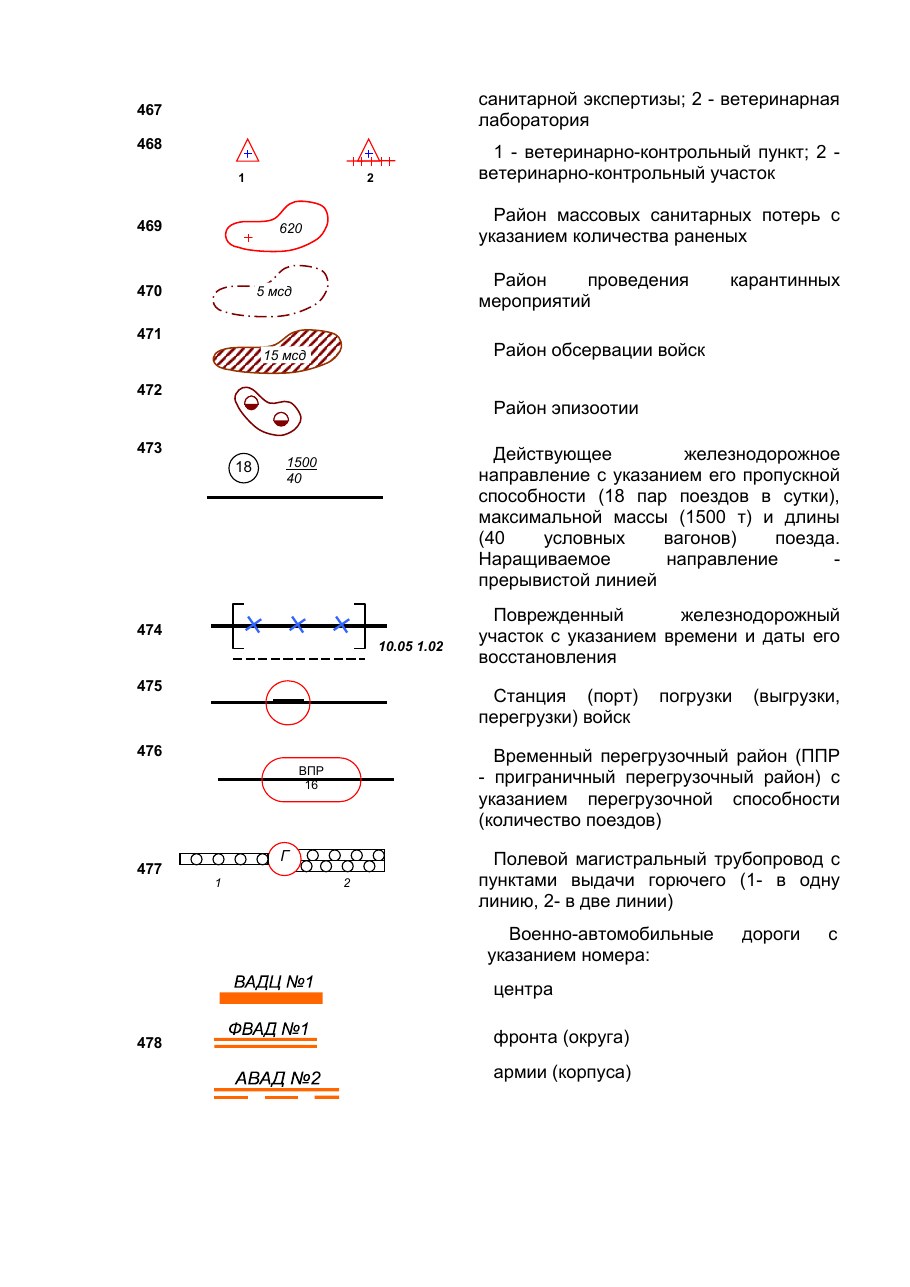 467
санитарной экспертизы; 2 - ветеринарная
лаборатория
468
1
2
1 - ветеринарно-контрольный пункт; 2 -
ветеринарно-контрольный участок
469
620
Район массовых санитарных потерь с
указанием количества раненых
470
5 мсд
Район проведения карантинных
мероприятий
471
15 мсд
Район обсервации войск
472
Район эпизоотии
473
18
1500
40
Действующее железнодорожное
направление с указанием его пропускной
способности (18 пар поездов в сутки),
максимальной массы (1500 т) и длины
(40 условных вагонов) поезда.
Наращиваемое направление -
прерывистой линией
474
10.05 1.02
Поврежденный железнодорожный
участок с указанием времени и даты его
восстановления
475
Станция (порт) погрузки (выгрузки,
перегрузки) войск
476
ВПР
16
Временный перегрузочный район (ППР
- приграничный перегрузочный район) с
указанием перегрузочной способности
(количество поездов)
477
Г
1
2
Полевой магистральный трубопровод с
пунктами выдачи горючего (1- в одну
линию, 2- в две линии)
Военно-автомобильные дороги с
указанием номера:
ВАДЦ №1
центра
478
ФВАД №1
фронта (округа)
АВАД №2
армии (корпуса)